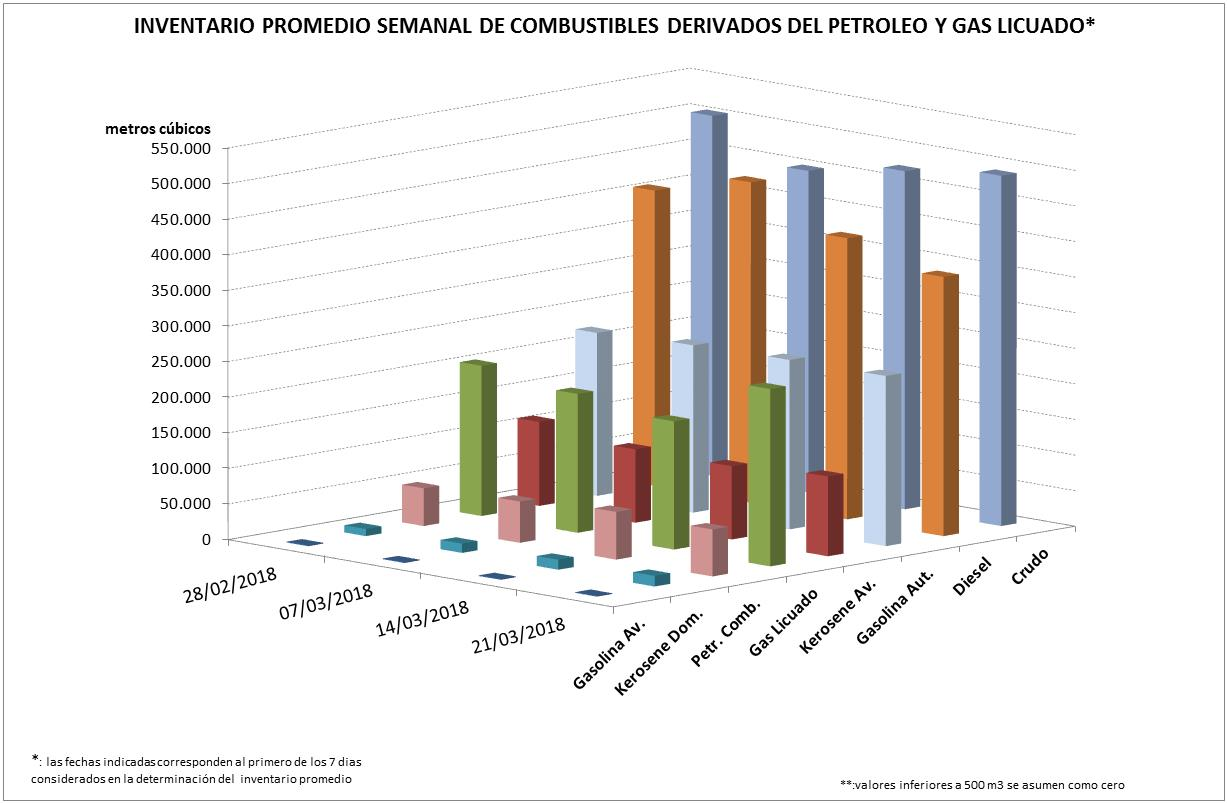 INVENTARIO PROMEDIO SEMANAL DE COMBUSTIBLES DERIVADOS DEL PETROLEO Y GAS LICUADO*
metros cúbicos
550.000
500.000
450.000
400.000
350.000
300.000
250.000
200.000
150.000
100.000
50.000
0
28/02/2018
07/03/2018
14/03/2018
21/03/2018
Gasolina Av.
Kerosene Dom.
Petr. Comb.
Gas Licuado
Kerosene Av.
Gasolina Aut.
Diesel
Crudo
*: las fechas indicadas corresponden al primero de los 7 dias
considerados en la determinación del inventario promedio
**:valores inferiores a 500 m3 se asumen como cero